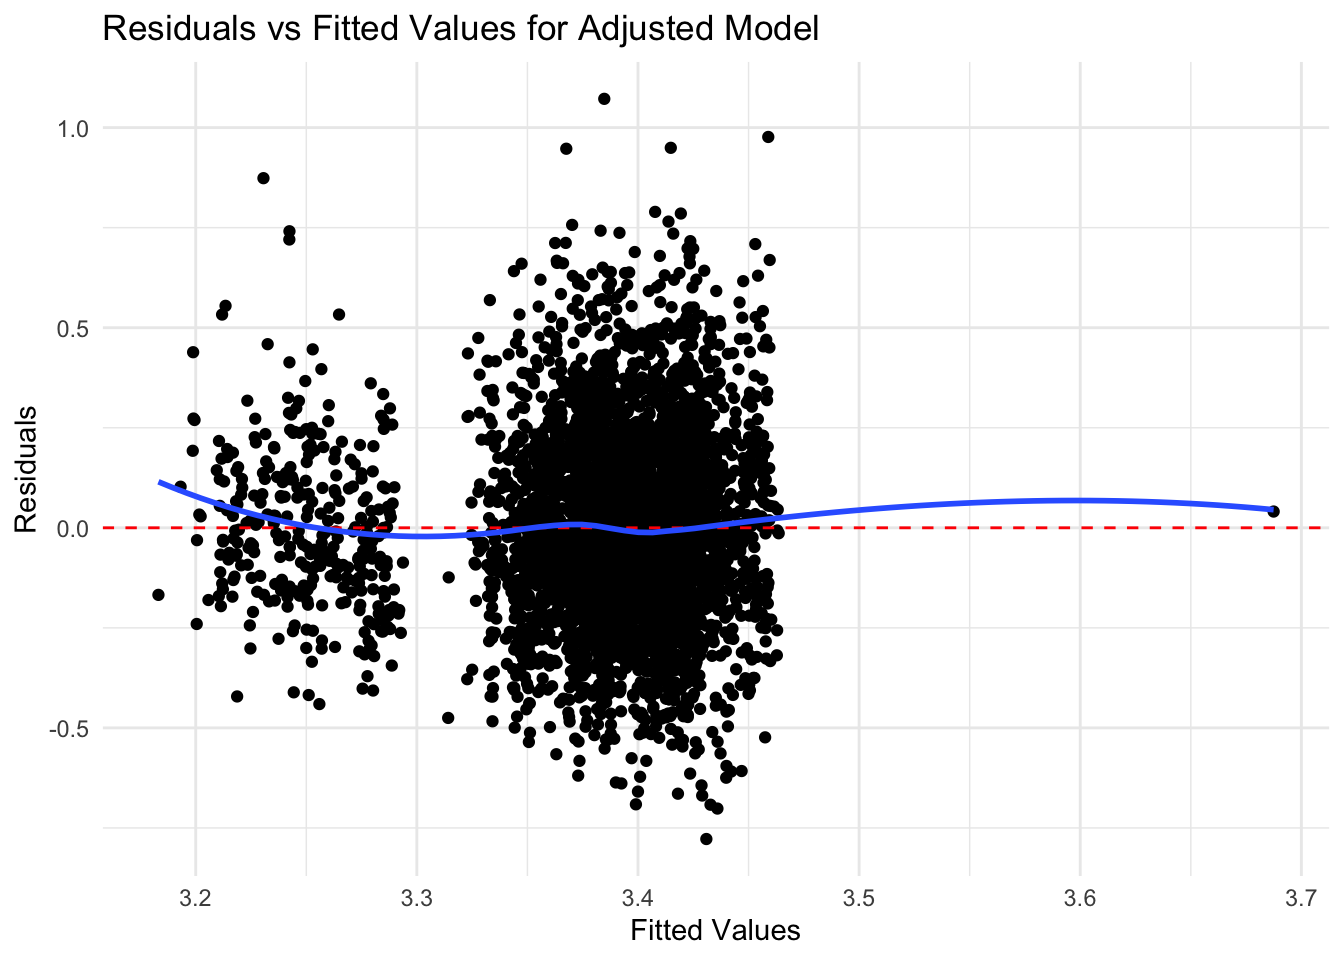 Residuals vs Fitted Values for Adjusted Model
Residuals
1.0
0.5
0.0
-0.5
3.2 3.3 3.4 3.5 3.6 3.7
Fitted Values